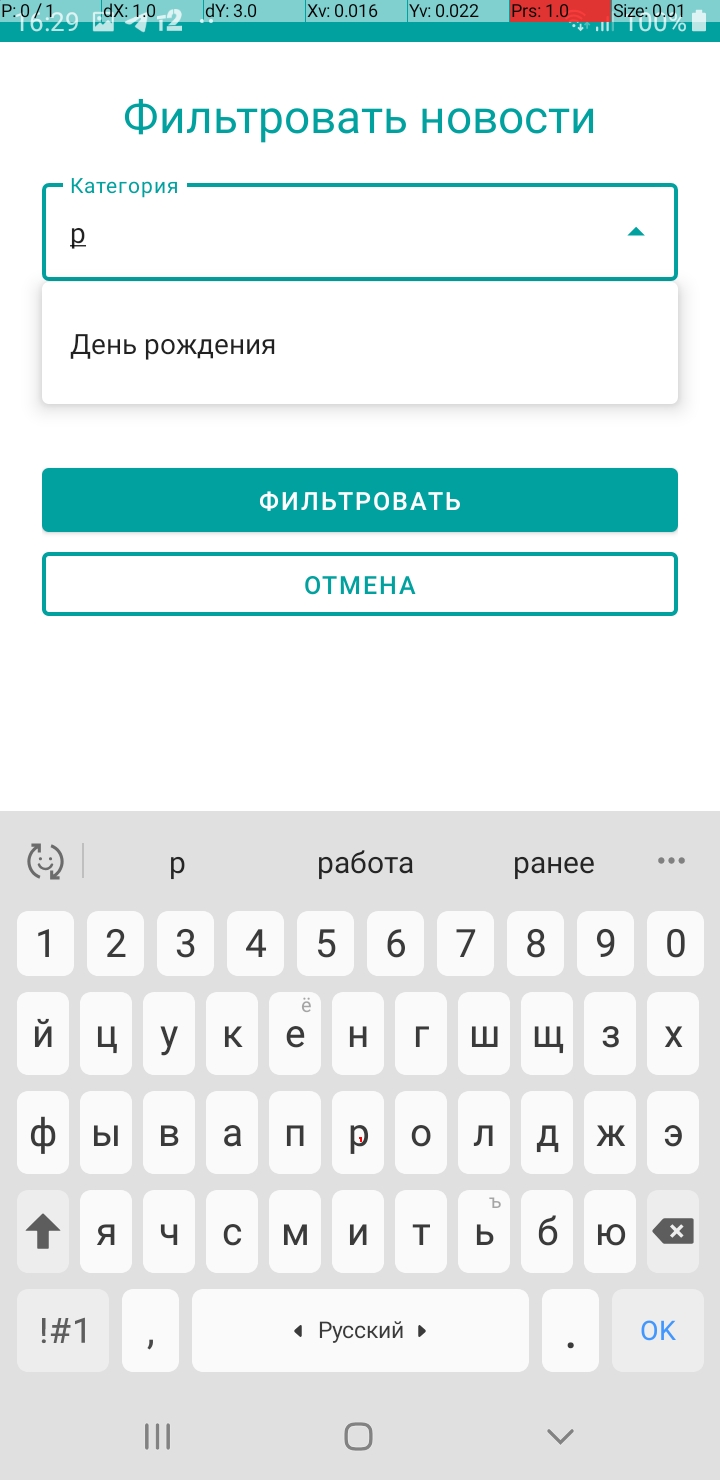 P: 0 / 1 dX: 1.0 dY: 3.0 Xv: 0.016 Yv: 0.022 Prs: 1.0 Size: 0.01
16:29 т2 100%
Фильтровать новости
Категория
р
День рождения
ФИЛЬТРОВАТЬ
ОТМЕНА
р работа ранее
1 2 3 4 5 6 7 8 9 0
ё
й ц у к е н г ш щ з х
ф ы в а п р о л д ж э
ъ
я ч с м и т ь б ю
!#1 , Русский . OK